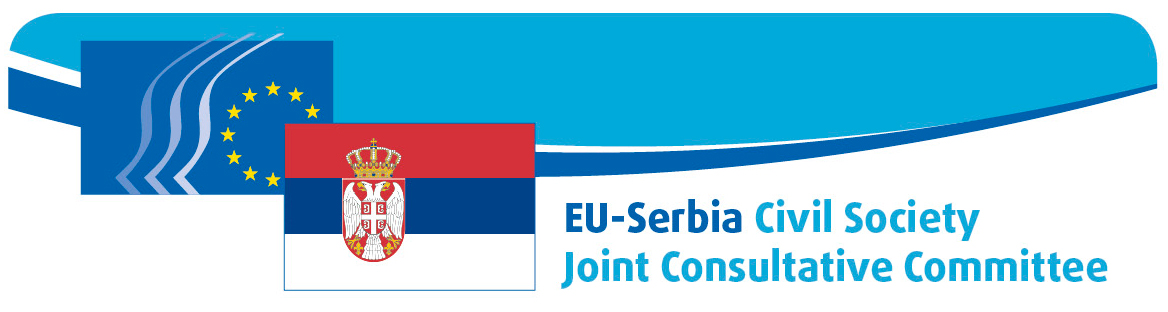 EU-Serbia Civil Society
Joint Consultative Committee